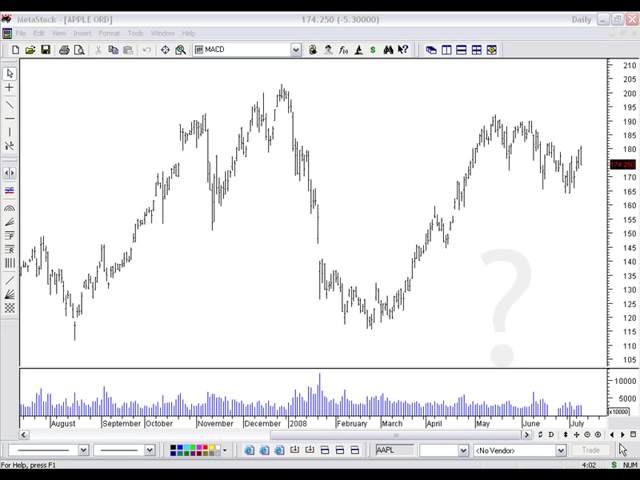 MetaStock - [APPLE ORD]
174.250 (-5.30000)
Daily
File Edit View Insert Format Tools Window Help
MACD
210
205
200
195
190
185
180
175
174.250
170
165
160
155
150
145
140
135
130
125
120
115
110
105
?
10000
5000
x10000
August September October November December 2008 February March April May June July
AAPL
<No Vendor>
Trade
For Help, press F1
4:02
$
NUM